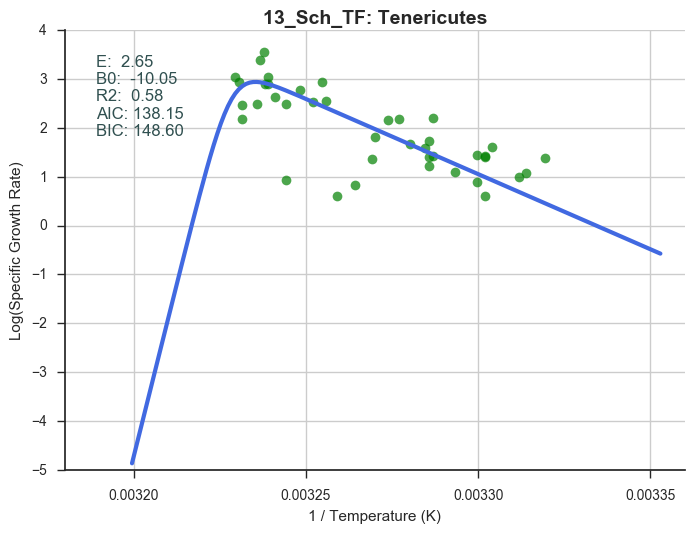 13_Sch_TF: Tenericutes
E:  2.65
B0:  -10.05
R2:  0.58
AIC: 138.15
BIC: 148.60
Log(Specific Growth Rate)
4
3
2
1
0
−1
−2
−3
−4
−5
0.00320 0.00325 0.00330 0.00335
1 / Temperature (K)